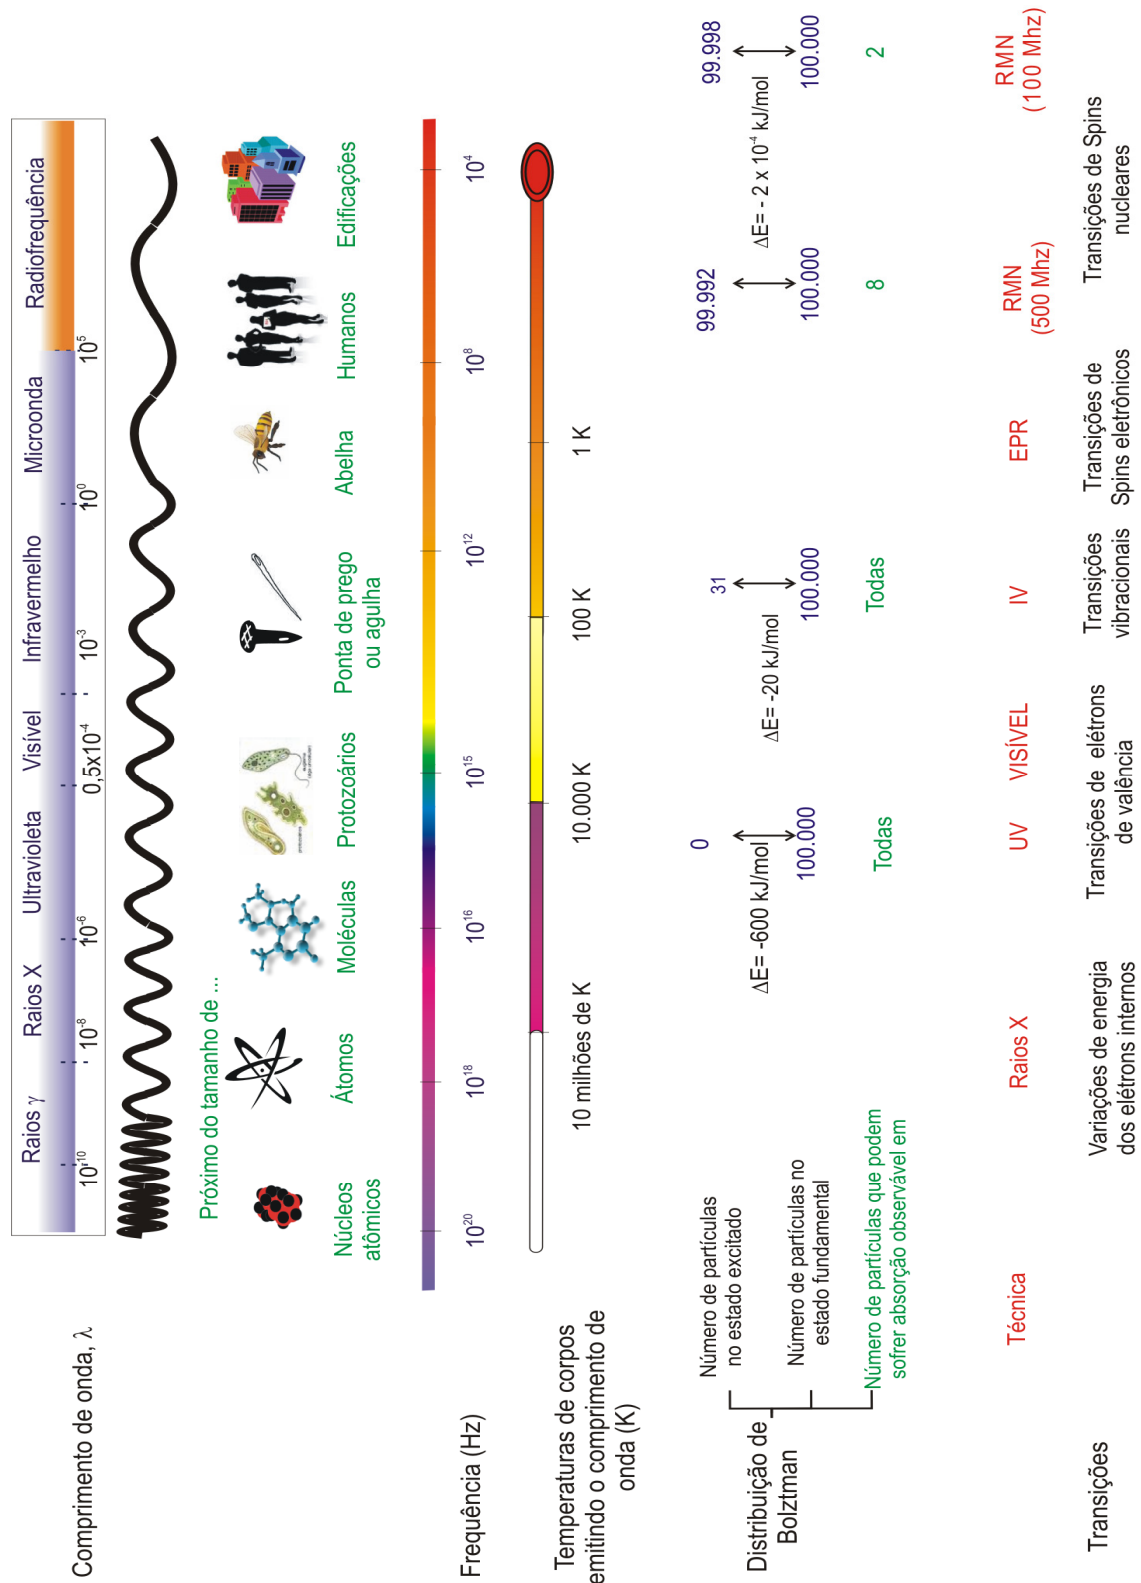 Raios γ
Raios X
Ultravioleta
Visível
Infravermelho
Microonda
Radiofrequência
Comprimento de onda, λ
10⁻¹⁰
10⁻⁸
10⁻⁶
0,5x10⁻⁴
10⁻³
10⁰
10⁵
Próximo do tamanho de ...
Núcleos
atômicos
Átomos
Moléculas
Protozoários
Ponta de prego
ou agulha
Abelha
Humanos
Edificações
Frequência (Hz)
10²⁰
10¹⁸
10¹⁶
10¹⁵
10¹²
10⁸
10⁴
Temperaturas de corpos
emitindo o comprimento de
onda (K)
10 milhões de K
10.000 K
100 K
1 K
Distribuição de
Bolztman
Número de partículas
no estado excitado
0
31
99.992
99.998
ΔE= -600 kJ/mol
ΔE= -20 kJ/mol
ΔE= - 2 x 10⁻⁴ kJ/mol
Número de partículas no
estado fundamental
100.000
100.000
100.000
100.000
Número de partículas que podem
sofrer absorção observável em
Todas
Todas
8
2
Técnica
Raios X
UV
VISÍVEL
IV
EPR
RMN
(500 Mhz)
RMN
(100 Mhz)
Transições
Variações de energia
dos elétrons internos
Transições de elétrons
de valência
Transições
vibracionais
Transições de
Spins eletrônicos
Transições de Spins
nucleares